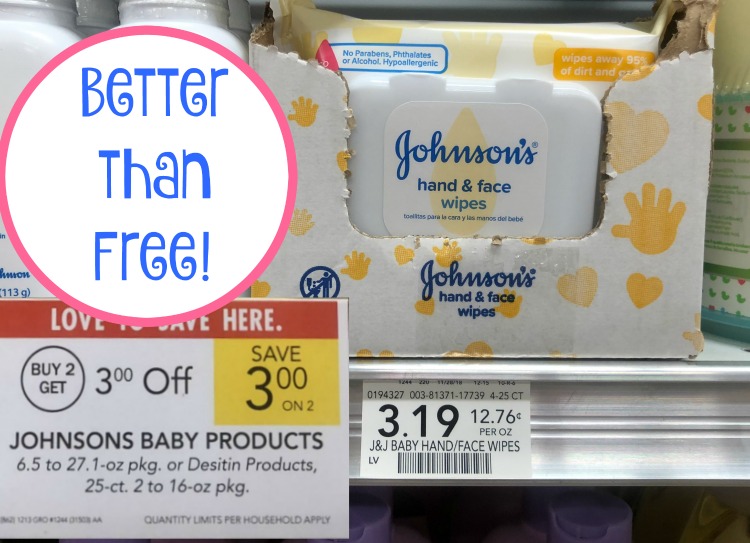 Better
Than
Free!
No Parabens, Phthalates
or Alcohol. Hypoallergenic
wipes away 95%
of dirt and
Johnson's®
hand & face
wipes
toallitas para la cara y las manos del bebé
Johnson's®
hand & face
wipes
(113 g)
LOVE TO SAVE HERE.
BUY 2
GET
3.00 Off
SAVE
3.00
ON 2
JOHNSONS BABY PRODUCTS
6.5 to 27.1-oz pkg. or Desitin Products,
25-ct. 2 to 16-oz pkg.
QUANTITY LIMITS PER HOUSEHOLD APPLY
0194327 003-81371-17739 4-25 CT
3.19 12.76¢
PER OZ
J&J BABY HAND/FACE WIPES
LV